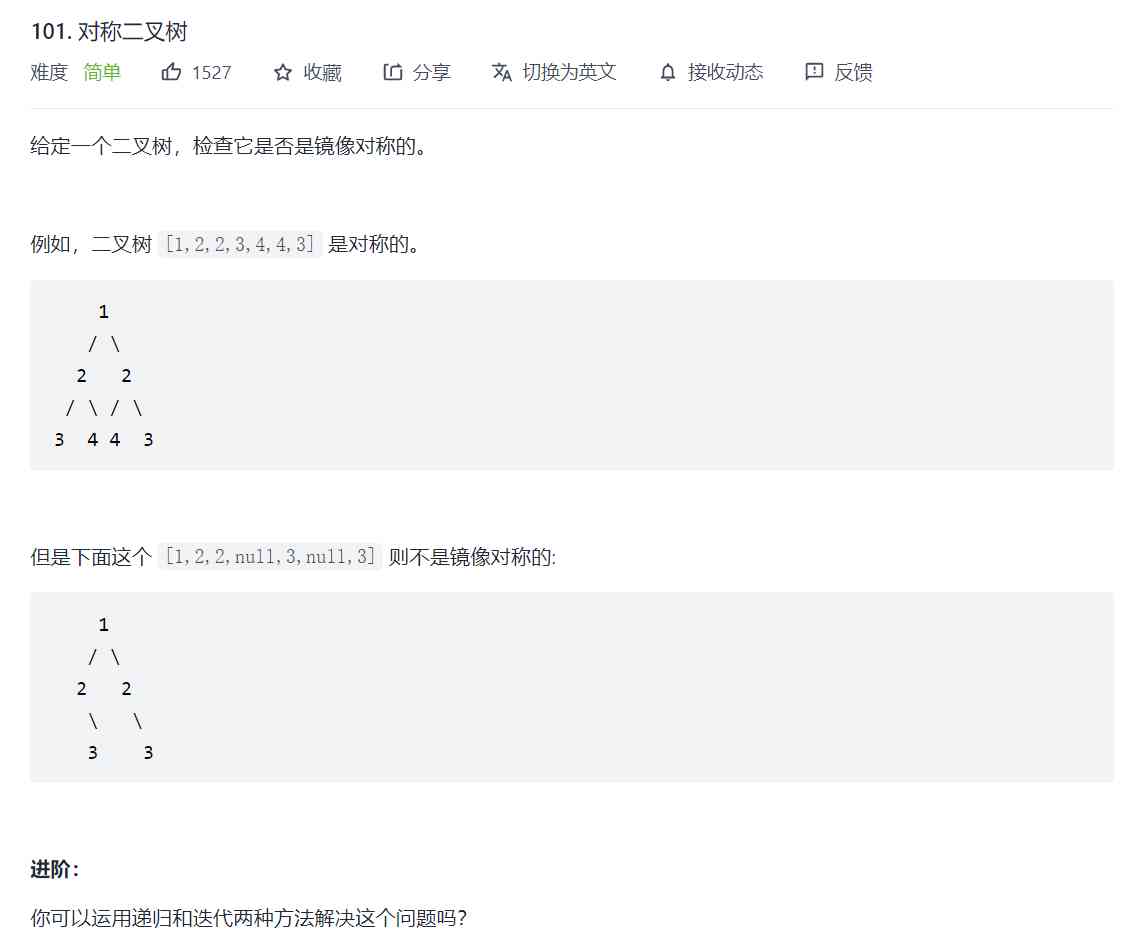 101. 对称二叉树
难度 简单 1527 收藏 分享 切换为英文 接收动态 反馈
给定一个二叉树，检查它是否是镜像对称的。
例如，二叉树 [1,2,2,3,4,4,3] 是对称的。
    1
   / \
  2   2
 / \ / \
3  4 4  3
但是下面这个 [1,2,2,null,3,null,3] 则不是镜像对称的:
    1
   / \
  2   2
   \   \
   3    3
进阶：
你可以运用递归和迭代两种方法解决这个问题吗？